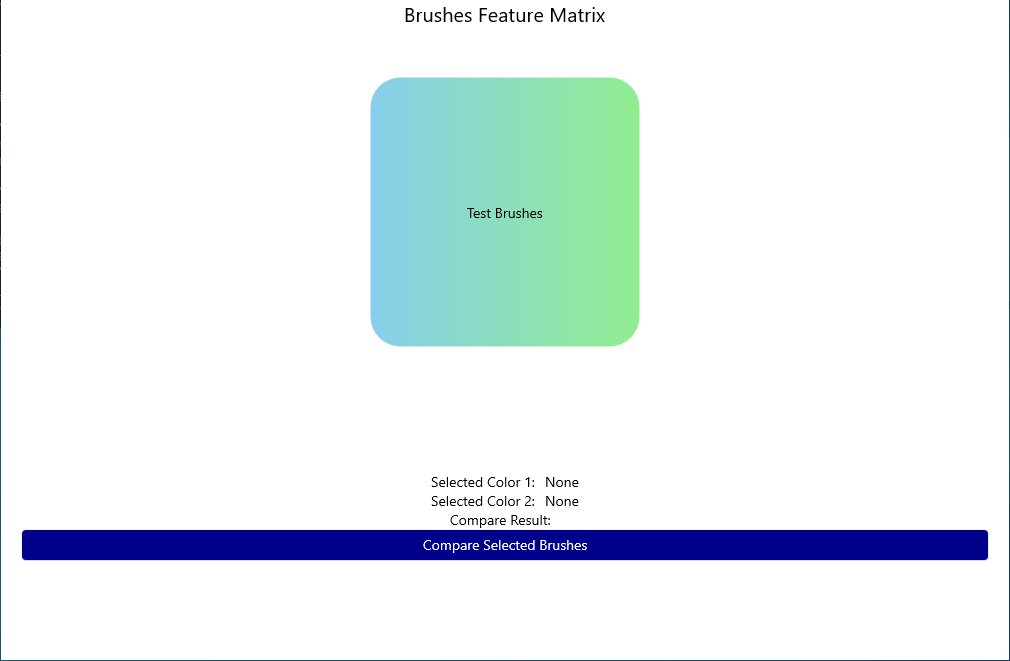 Brushes Feature Matrix
Test Brushes
Selected Color 1: None
Selected Color 2: None
Compare Result:
Compare Selected Brushes